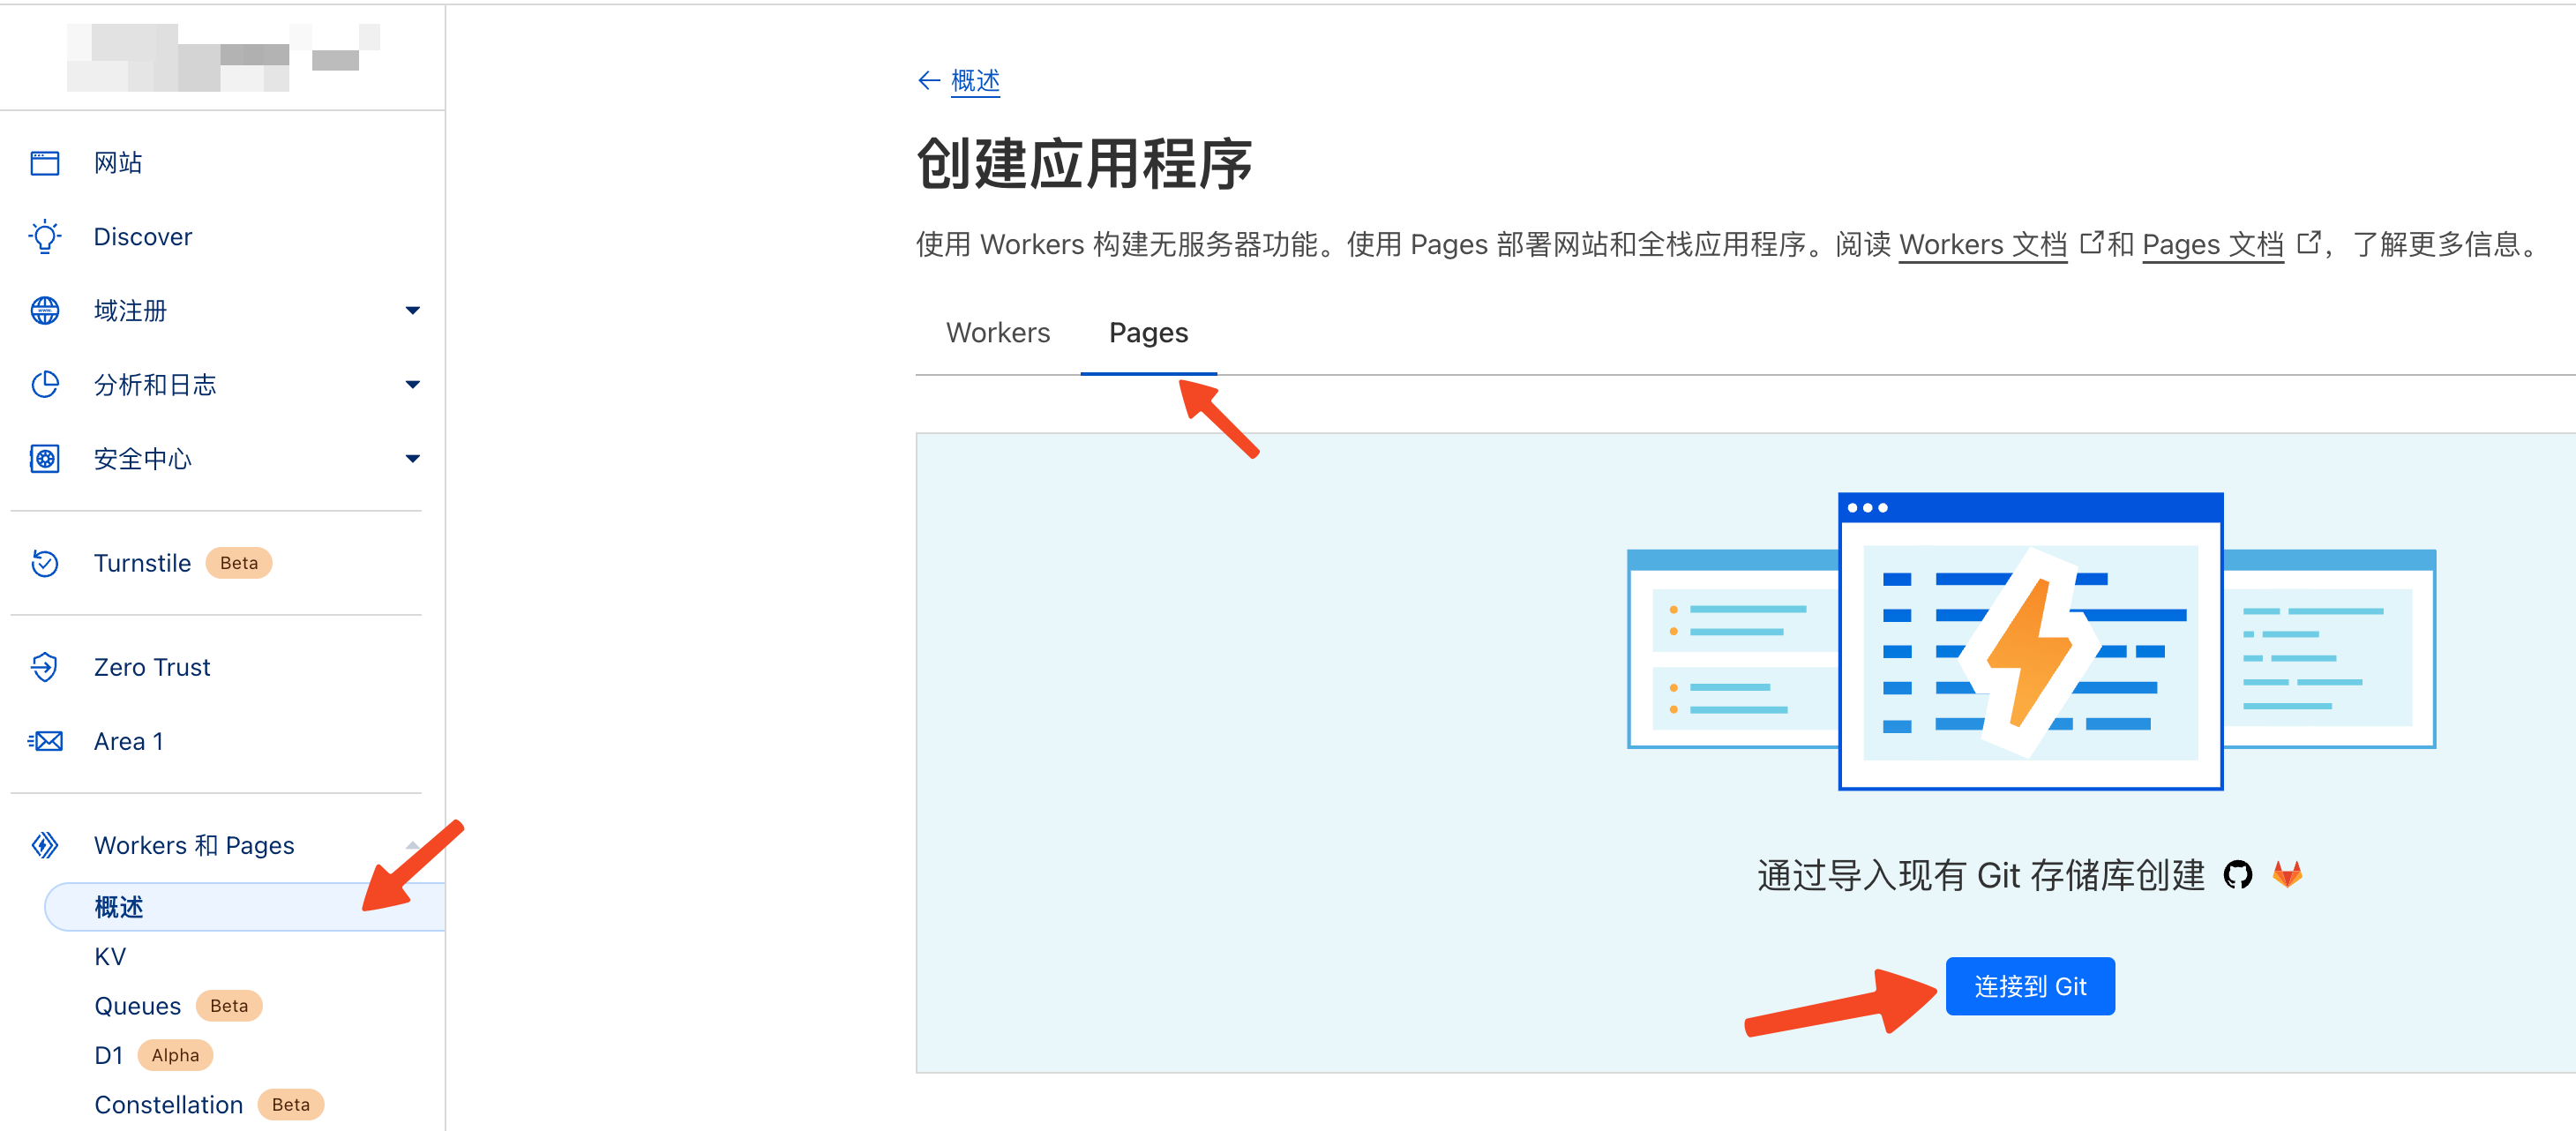 网站
Discover
域注册
分析和日志
安全中心
Turnstile Beta
Zero Trust
Area 1
Workers 和 Pages
概述
KV
Queues Beta
D1 Alpha
Constellation Beta
← 概述
创建应用程序
使用 Workers 构建无服务器功能。使用 Pages 部署网站和全栈应用程序。阅读 Workers 文档 和 Pages 文档 ，了解更多信息。
Workers Pages
通过导入现有 Git 存储库创建
连接到 Git